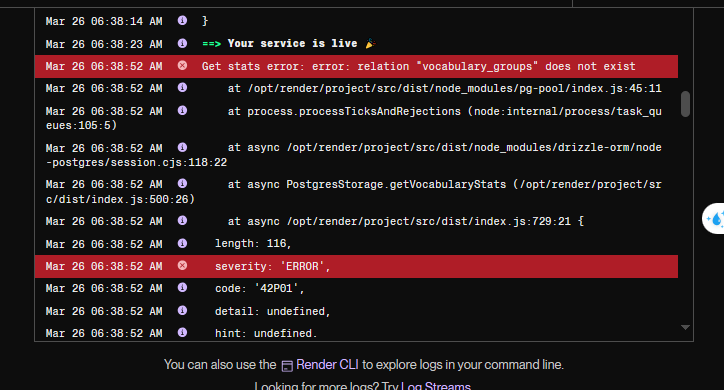 Mar 26 06:38:14 AM }
Mar 26 06:38:23 AM ==> Your service is live 🎉
Mar 26 06:38:52 AM Get stats error: error: relation "vocabulary_groups" does not exist
Mar 26 06:38:52 AM at /opt/render/project/src/dist/node_modules/pg-pool/index.js:45:11
Mar 26 06:38:52 AM at process.processTicksAndRejections (node:internal/process/task_qu
eues:105:5)
Mar 26 06:38:52 AM at async /opt/render/project/src/dist/node_modules/drizzle-orm/node
-postgres/session.cjs:118:22
Mar 26 06:38:52 AM at async PostgresStorage.getVocabularyStats (/opt/render/project/sr
c/dist/index.js:500:26)
Mar 26 06:38:52 AM at async /opt/render/project/src/dist/index.js:729:21 {
Mar 26 06:38:52 AM length: 116,
Mar 26 06:38:52 AM severity: 'ERROR',
Mar 26 06:38:52 AM code: '42P01',
Mar 26 06:38:52 AM detail: undefined,
Mar 26 06:38:52 AM hint: undefined.
You can also use the Render CLI to explore logs in your command line.
Looking for more logs? Try Log Streams.